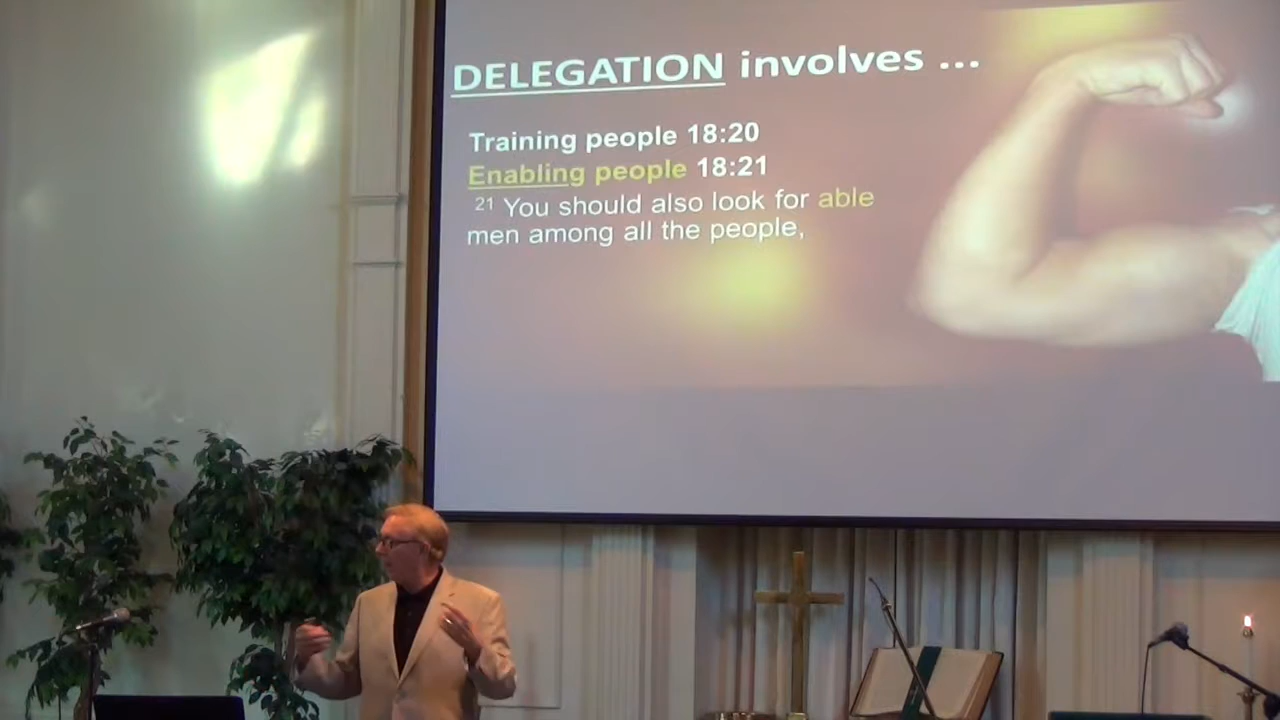 DELEGATION involves ...
Training people 18:20
Enabling people 18:21
21 You should also look for able
men among all the people,